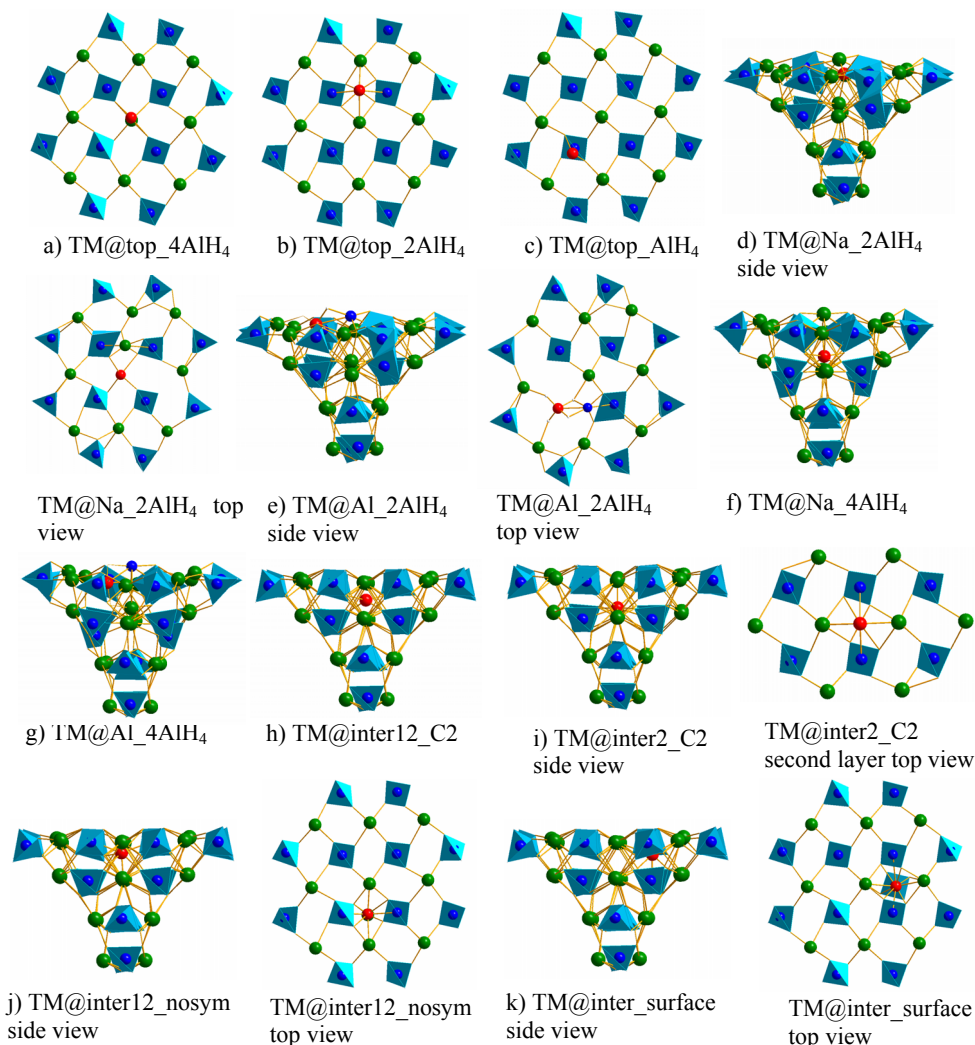 a) TM@top_4AlH₄
b) TM@top_2AlH₄
c) TM@top_AlH₄
d) TM@Na_2AlH₄
side view
TM@Na_2AlH₄ top
view
e) TM@Al_2AlH₄
side view
TM@Al_2AlH₄
top view
f) TM@Na_4AlH₄
g) TM@Al_4AlH₄
h) TM@inter12_C2
i) TM@inter2_C2
side view
TM@inter2_C2
second layer top view
j) TM@inter12_nosym
side view
TM@inter12_nosym
top view
k) TM@inter_surface
side view
TM@inter_surface
top view